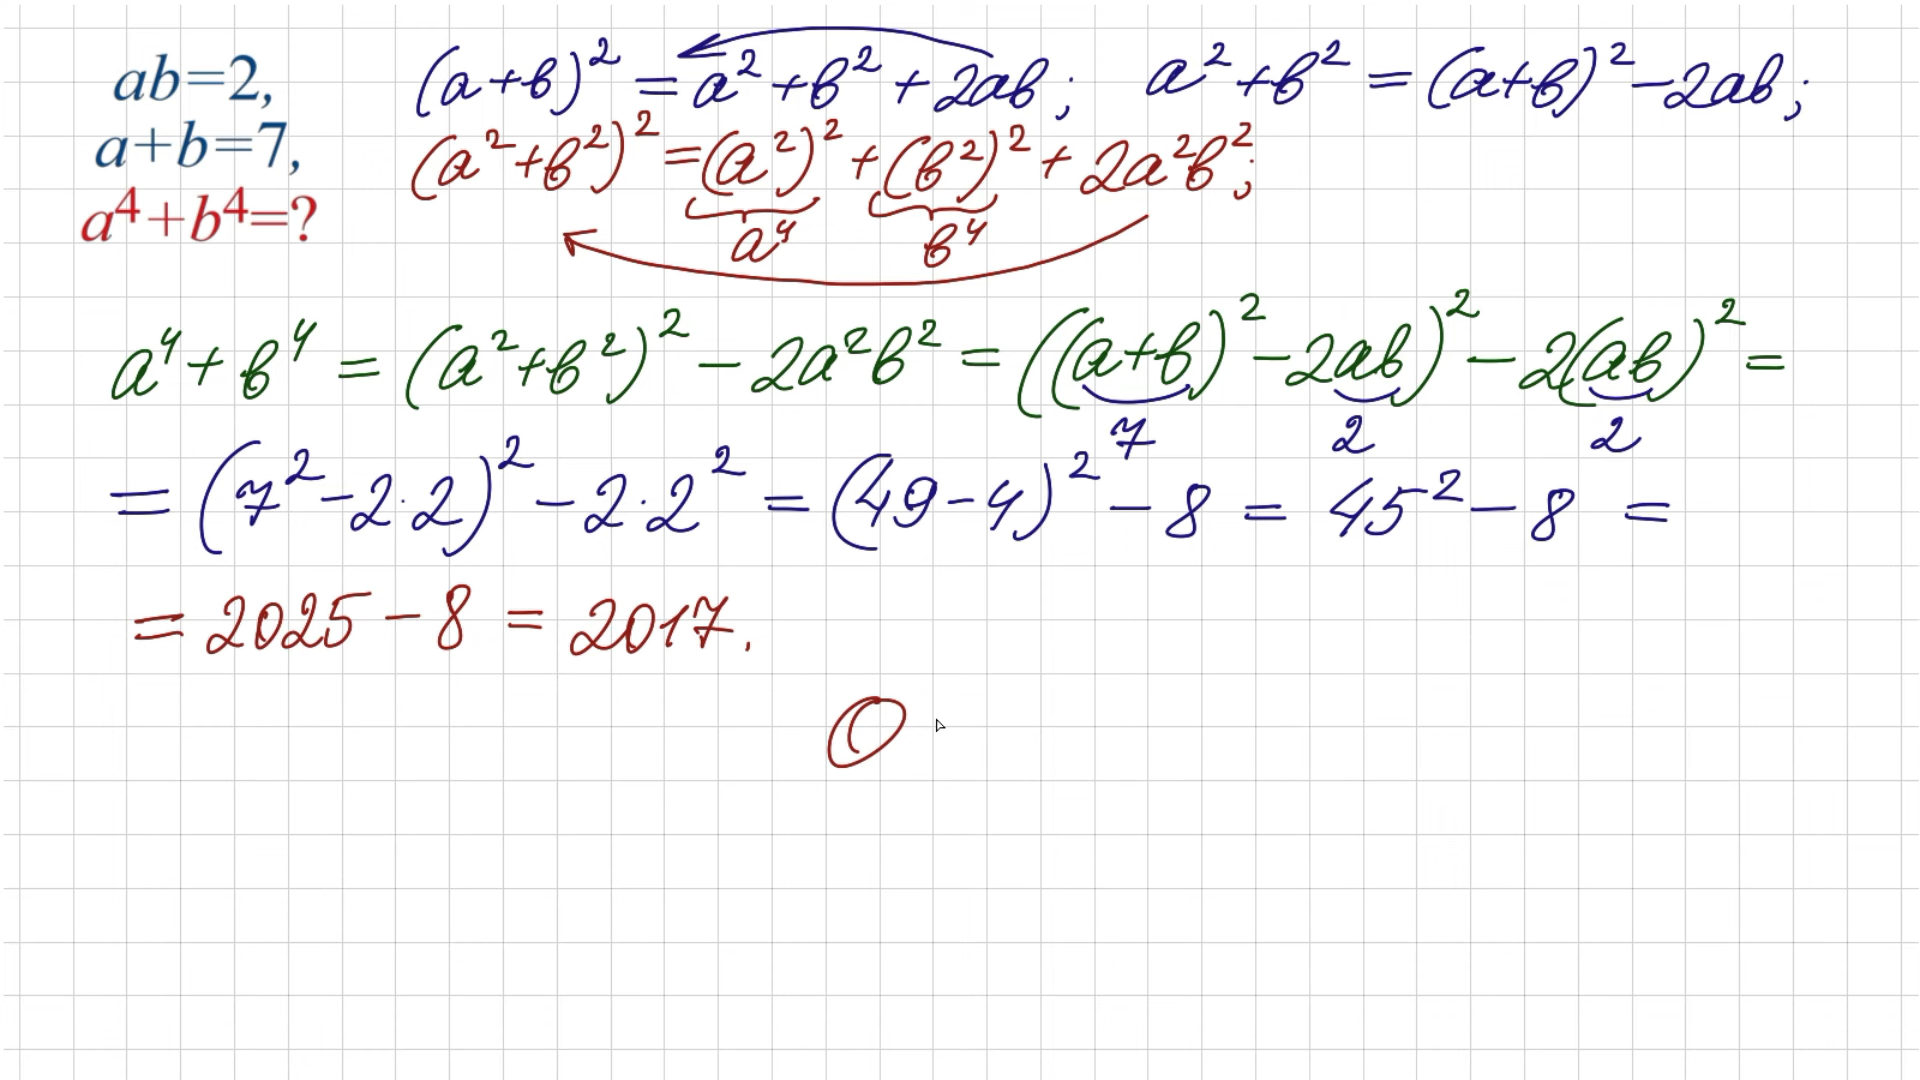 ab=2,
a+b=7,
a⁴+b⁴=?
(a+b)² = a²+b²+2ab; a²+b² = (a+b)²-2ab;
(a²+b²)² = (a²)²+(b²)²+2a²b²;
a⁴ b⁴
a⁴+b⁴ = (a²+b²)²-2a²b² = ((a+b)²-2ab)²-2(ab)² =
7 2 2
= (7²-2·2)²-2·2² = (49-4)²-8 = 45²-8 =
= 2025-8 = 2017.
O